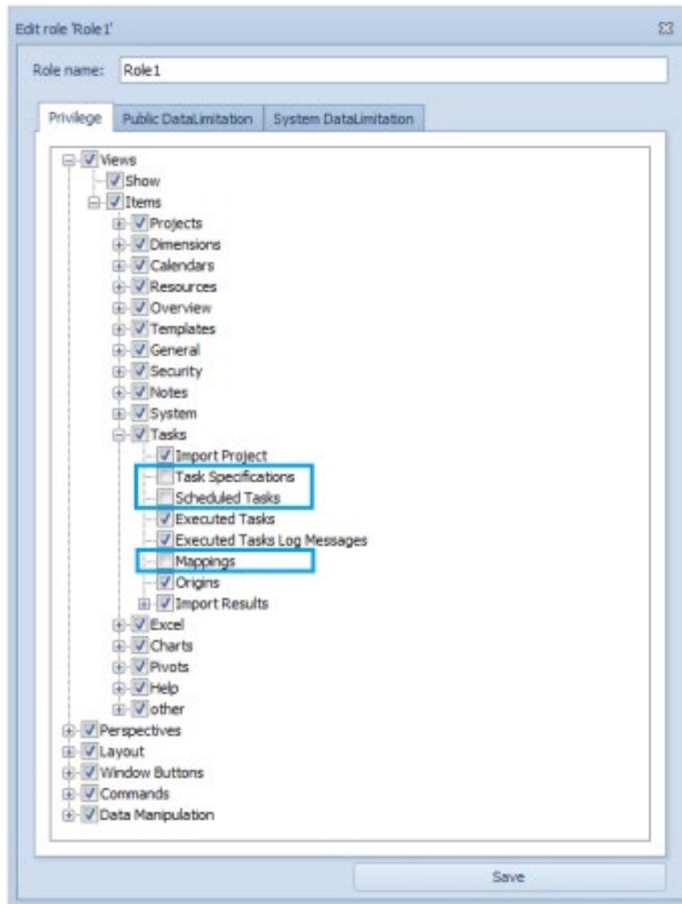 Edit role 'Role1'
Role name: Role1
Privilege Public DataLimitation System DataLimitation
Views
Show
Items
Projects
Dimensions
Calendars
Resources
Overview
Templates
General
Security
Notes
System
Tasks
Import Project
Task Specifications
Scheduled Tasks
Executed Tasks
Executed Tasks Log Messages
Mappings
Origins
Import Results
Excel
Charts
Pivots
Help
other
Perspectives
Layout
Window Buttons
Commands
Data Manipulation
Save